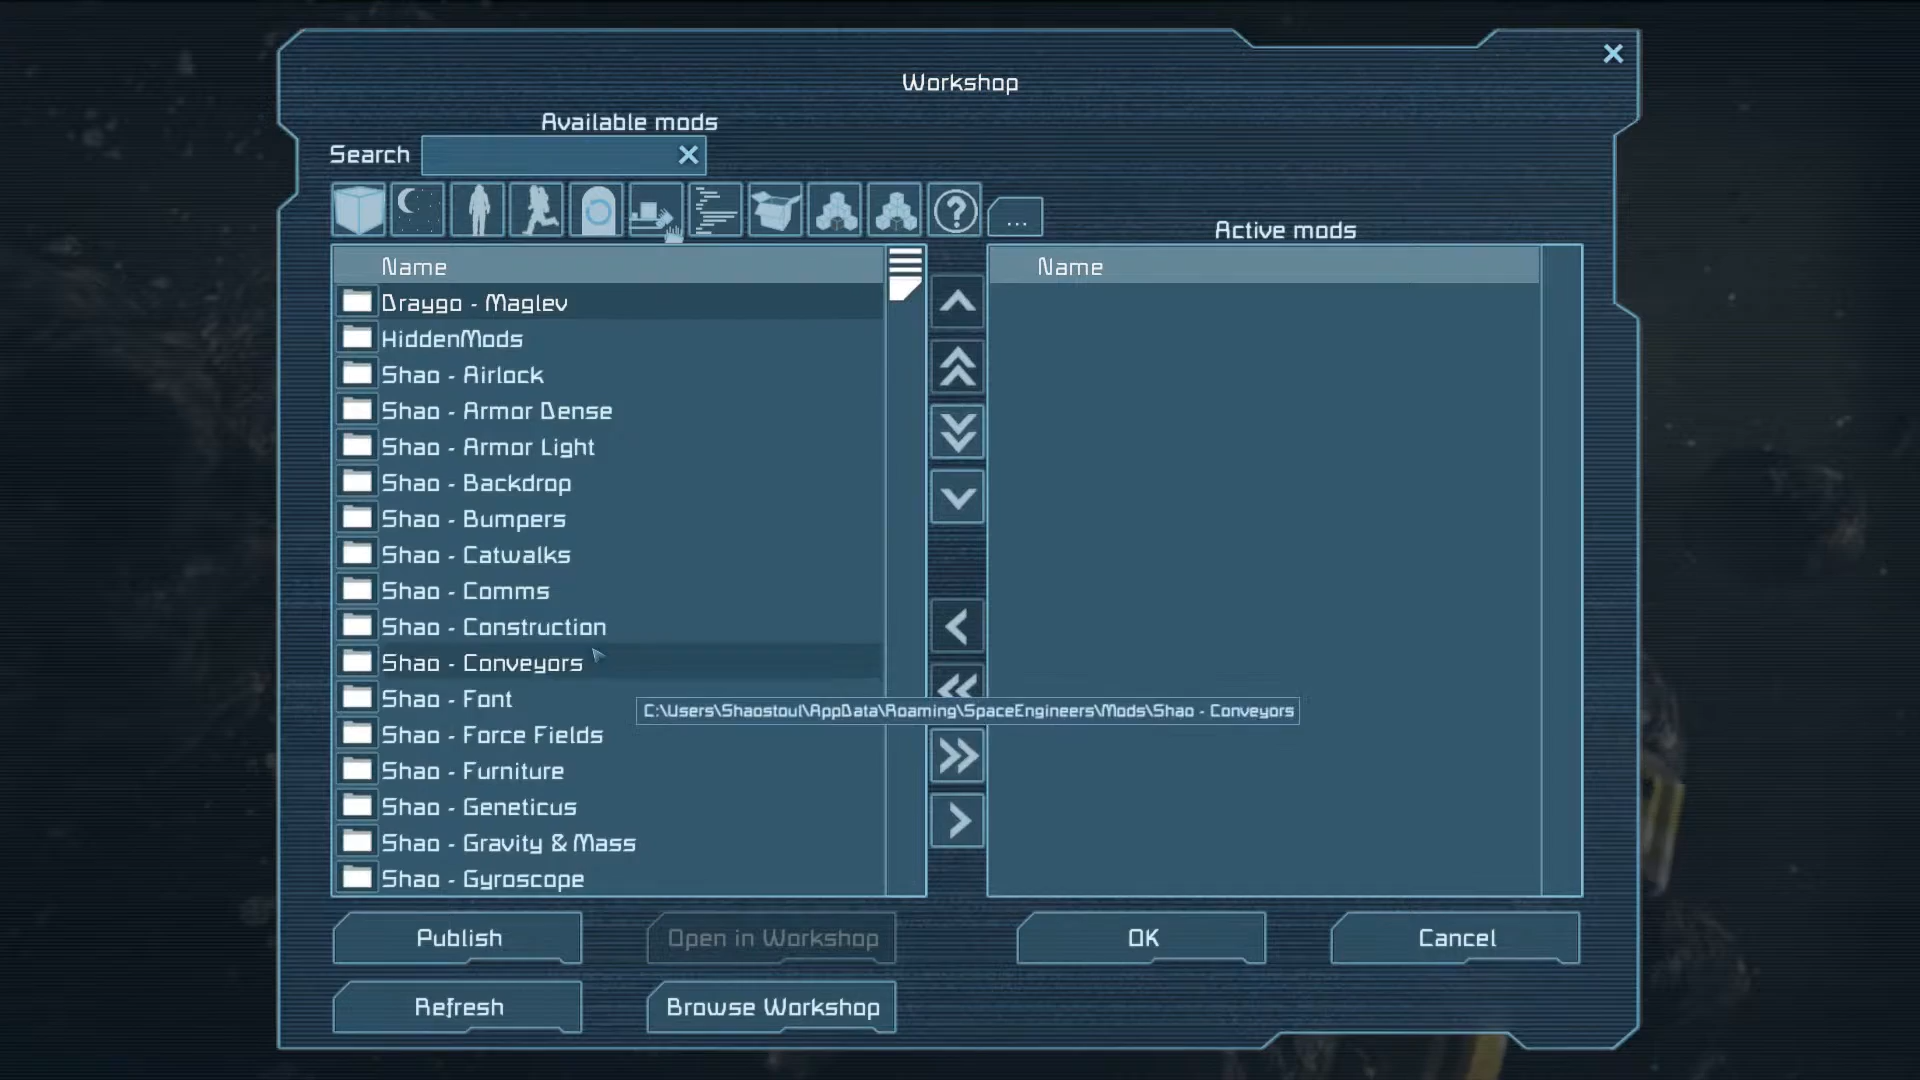 Workshop
Available mods
Search
...
Active mods
Name
Name
Draygo - Maglev
HiddenMods
Shao - Airlock
Shao - Armor Dense
Shao - Armor Light
Shao - Backdrop
Shao - Bumpers
Shao - Catwalks
Shao - Comms
Shao - Construction
Shao - Conveyors
Shao - Font
C:\Users\Shaostoul\AppData\Roaming\SpaceEngineers\Mods\Shao - Conveyors
Shao - Force Fields
Shao - Furniture
Shao - Geneticus
Shao - Gravity & Mass
Shao - Gyroscope
Publish
Open in Workshop
OK
Cancel
Refresh
Browse Workshop